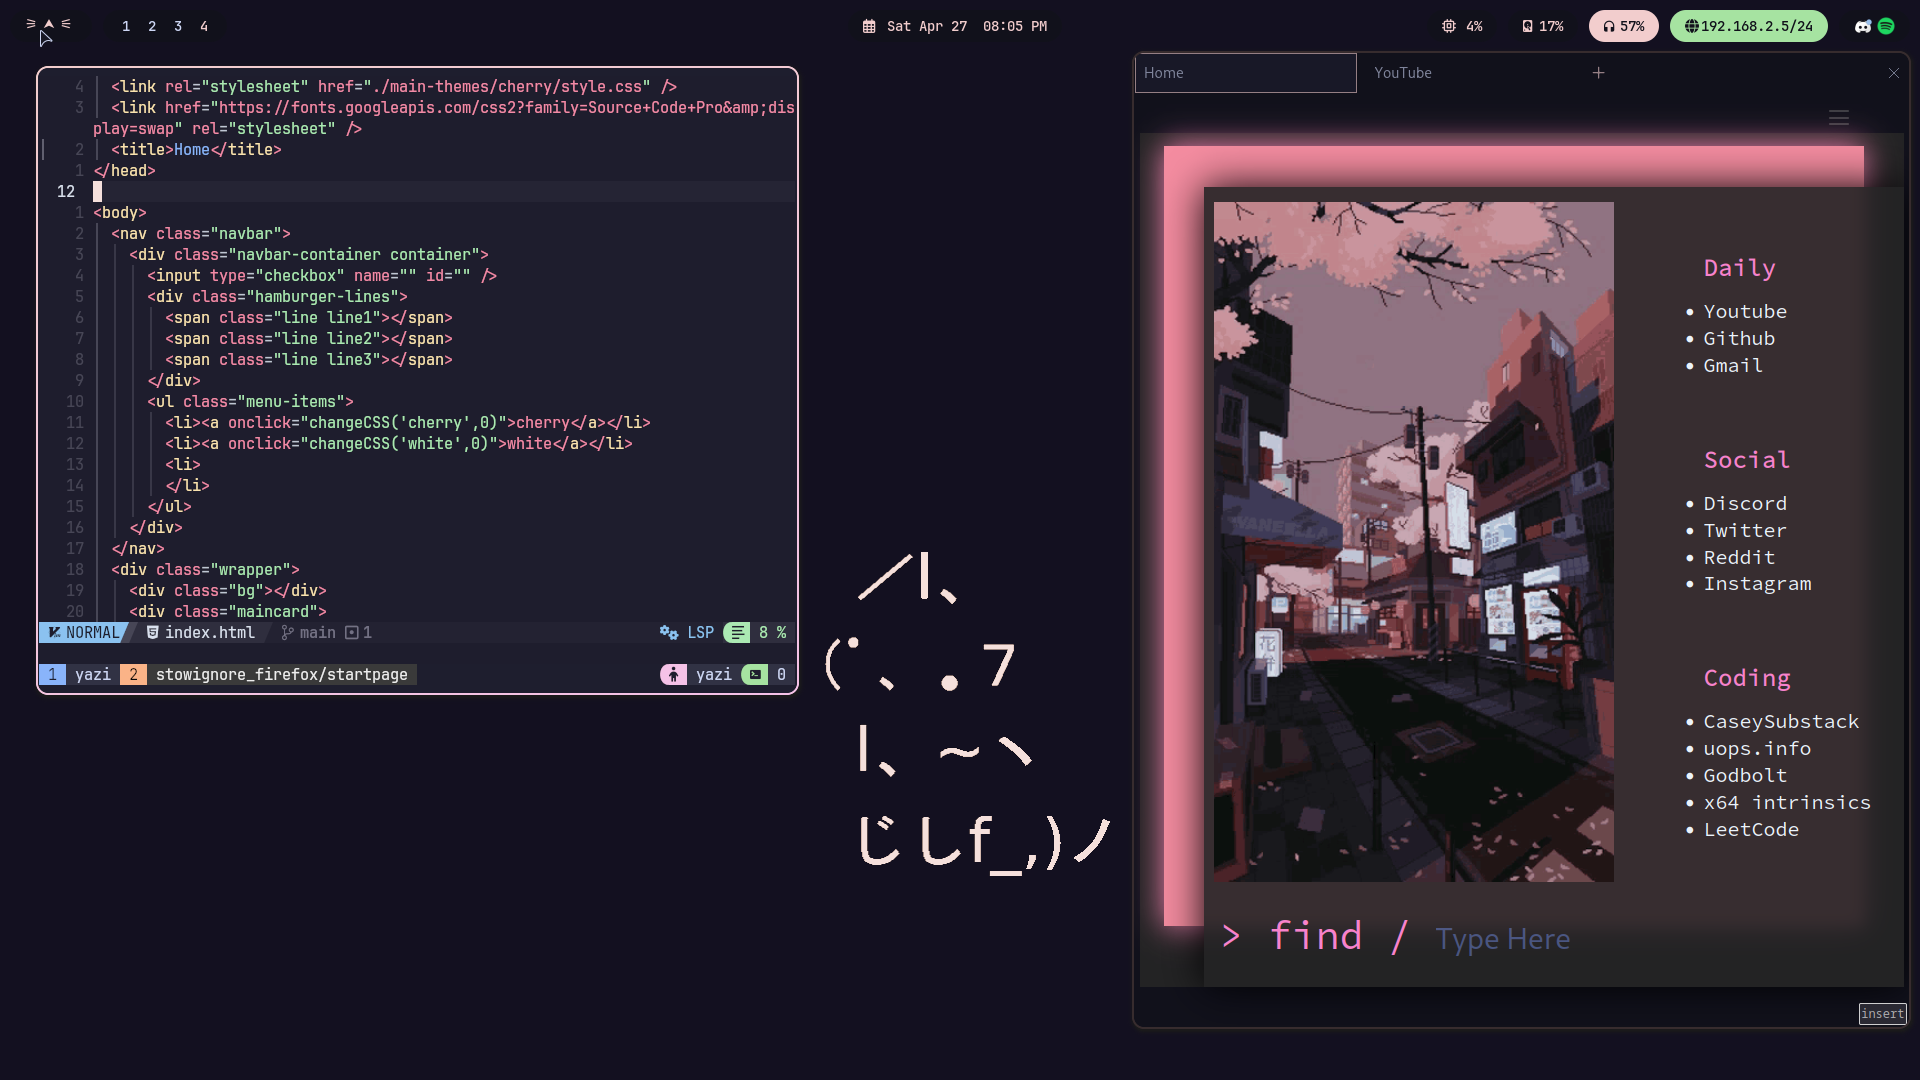 1 2 3 4
Sat Apr 27 08:05 PM
4% 17% 57% 192.168.2.5/24
4 <link rel="stylesheet" href="./main-themes/cherry/style.css" />
3 <link href="https://fonts.googleapis.com/css2?family=Source+Code+Pro&amp;dis
play=swap" rel="stylesheet" />
2 <title>Home</title>
1 </head>
12
1 <body>
2 <nav class="navbar">
3 <div class="navbar-container container">
4 <input type="checkbox" name="" id="" />
5 <div class="hamburger-lines">
6 <span class="line line1"></span>
7 <span class="line line2"></span>
8 <span class="line line3"></span>
9 </div>
10 <ul class="menu-items">
11 <li><a onclick="changeCSS('cherry',0)">cherry</a></li>
12 <li><a onclick="changeCSS('white',0)">white</a></li>
13 <li>
14 </li>
15 </ul>
16 </div>
17 </nav>
18 <div class="wrapper">
19 <div class="bg"></div>
20 <div class="maincard">
NORMAL index.html main 1 LSP 8 %
1 yazi 2 stowignore_firefox/startpage yazi 0
／l、
(ﾟ､ 。7
l、~ヽ
じしf_,)ノ
Home YouTube
花
Daily
Youtube
Github
Gmail
Social
Discord
Twitter
Reddit
Instagram
Coding
CaseySubstack
uops.info
Godbolt
x64 intrinsics
LeetCode
> find / Type Here
insert